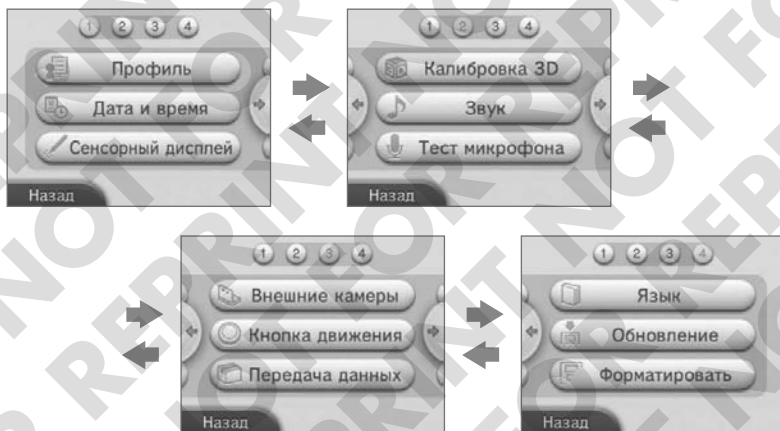 1 2 3 4
Профиль
Дата и время
Сенсорный дисплей
Назад
1 2 3 4
Калибровка 3D
Звук
Тест микрофона
Назад
1 2 3 4
Внешние камеры
Кнопка движения
Передача данных
Назад
1 2 3 4
Язык
Обновление
Форматировать
Назад